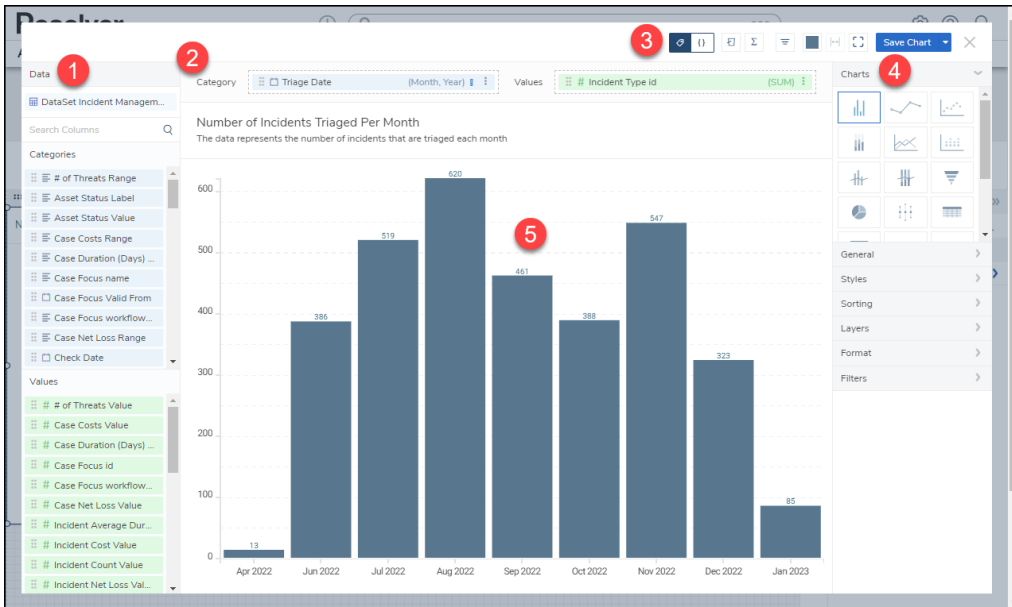 Resolver
Save Chart
1
2
3
4
5
Data
DataSet Incident Managem...
Search Columns
Categories
# of Threats Range
Asset Status Label
Asset Status Value
Case Costs Range
Case Duration (Days) ...
Case Focus name
Case Focus Valid From
Case Focus workflow...
Case Net Loss Range
Check Date
Values
# # of Threats Value
# Case Costs Value
# Case Duration (Days) ...
# Case Focus id
# Case Focus workflow...
# Case Net Loss Value
# Incident Average Dur...
# Incident Cost Value
# Incident Count Value
# Incident Net Loss Val...
Category Triage Date (Month, Year) Values # Incident Type id (SUM)
Number of Incidents Triaged Per Month
The data represents the number of incidents that are triaged each month
600
500
400
300
200
100
0
13
386
519
620
461
388
547
323
85
Apr 2022 Jun 2022 Jul 2022 Aug 2022 Sep 2022 Oct 2022 Nov 2022 Dec 2022 Jan 2023
Charts
General
Styles
Sorting
Layers
Format
Filters